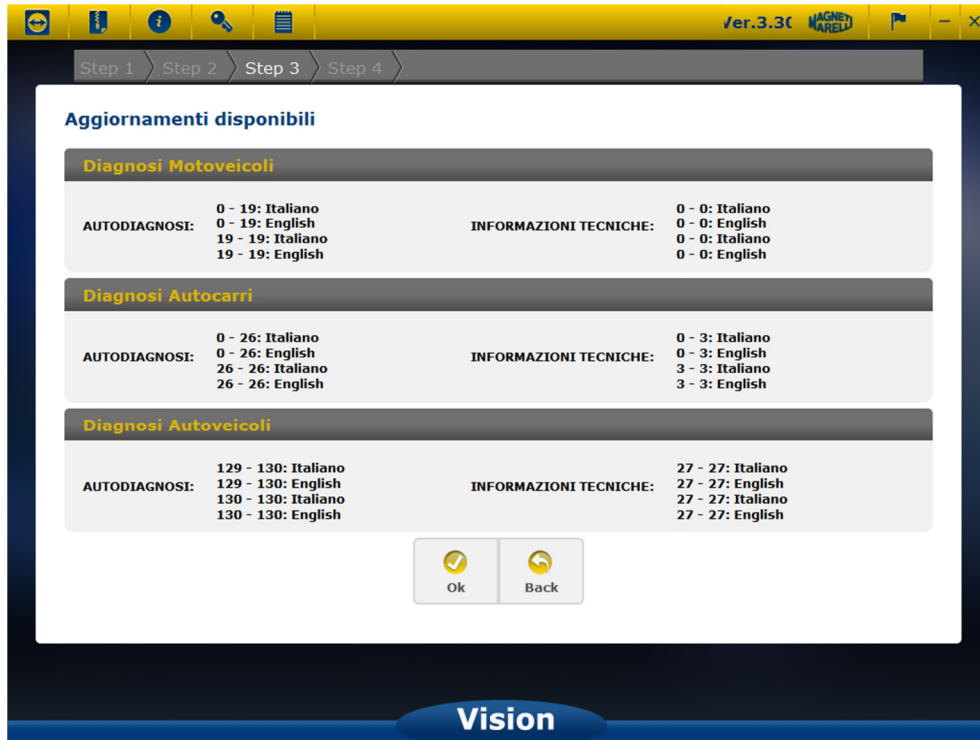 Ver.3.30 MAGNETI MARELLI
Step 1 Step 2 Step 3 Step 4
Aggiornamenti disponibili
Diagnosi Motoveicoli
AUTODIAGNOSI:
0 - 19: Italiano
0 - 19: English
19 - 19: Italiano
19 - 19: English
INFORMAZIONI TECNICHE:
0 - 0: Italiano
0 - 0: English
0 - 0: Italiano
0 - 0: English
Diagnosi Autocarri
AUTODIAGNOSI:
0 - 26: Italiano
0 - 26: English
26 - 26: Italiano
26 - 26: English
INFORMAZIONI TECNICHE:
0 - 3: Italiano
0 - 3: English
3 - 3: Italiano
3 - 3: English
Diagnosi Autoveicoli
AUTODIAGNOSI:
129 - 130: Italiano
129 - 130: English
130 - 130: Italiano
130 - 130: English
INFORMAZIONI TECNICHE:
27 - 27: Italiano
27 - 27: English
27 - 27: Italiano
27 - 27: English
Ok Back
Vision